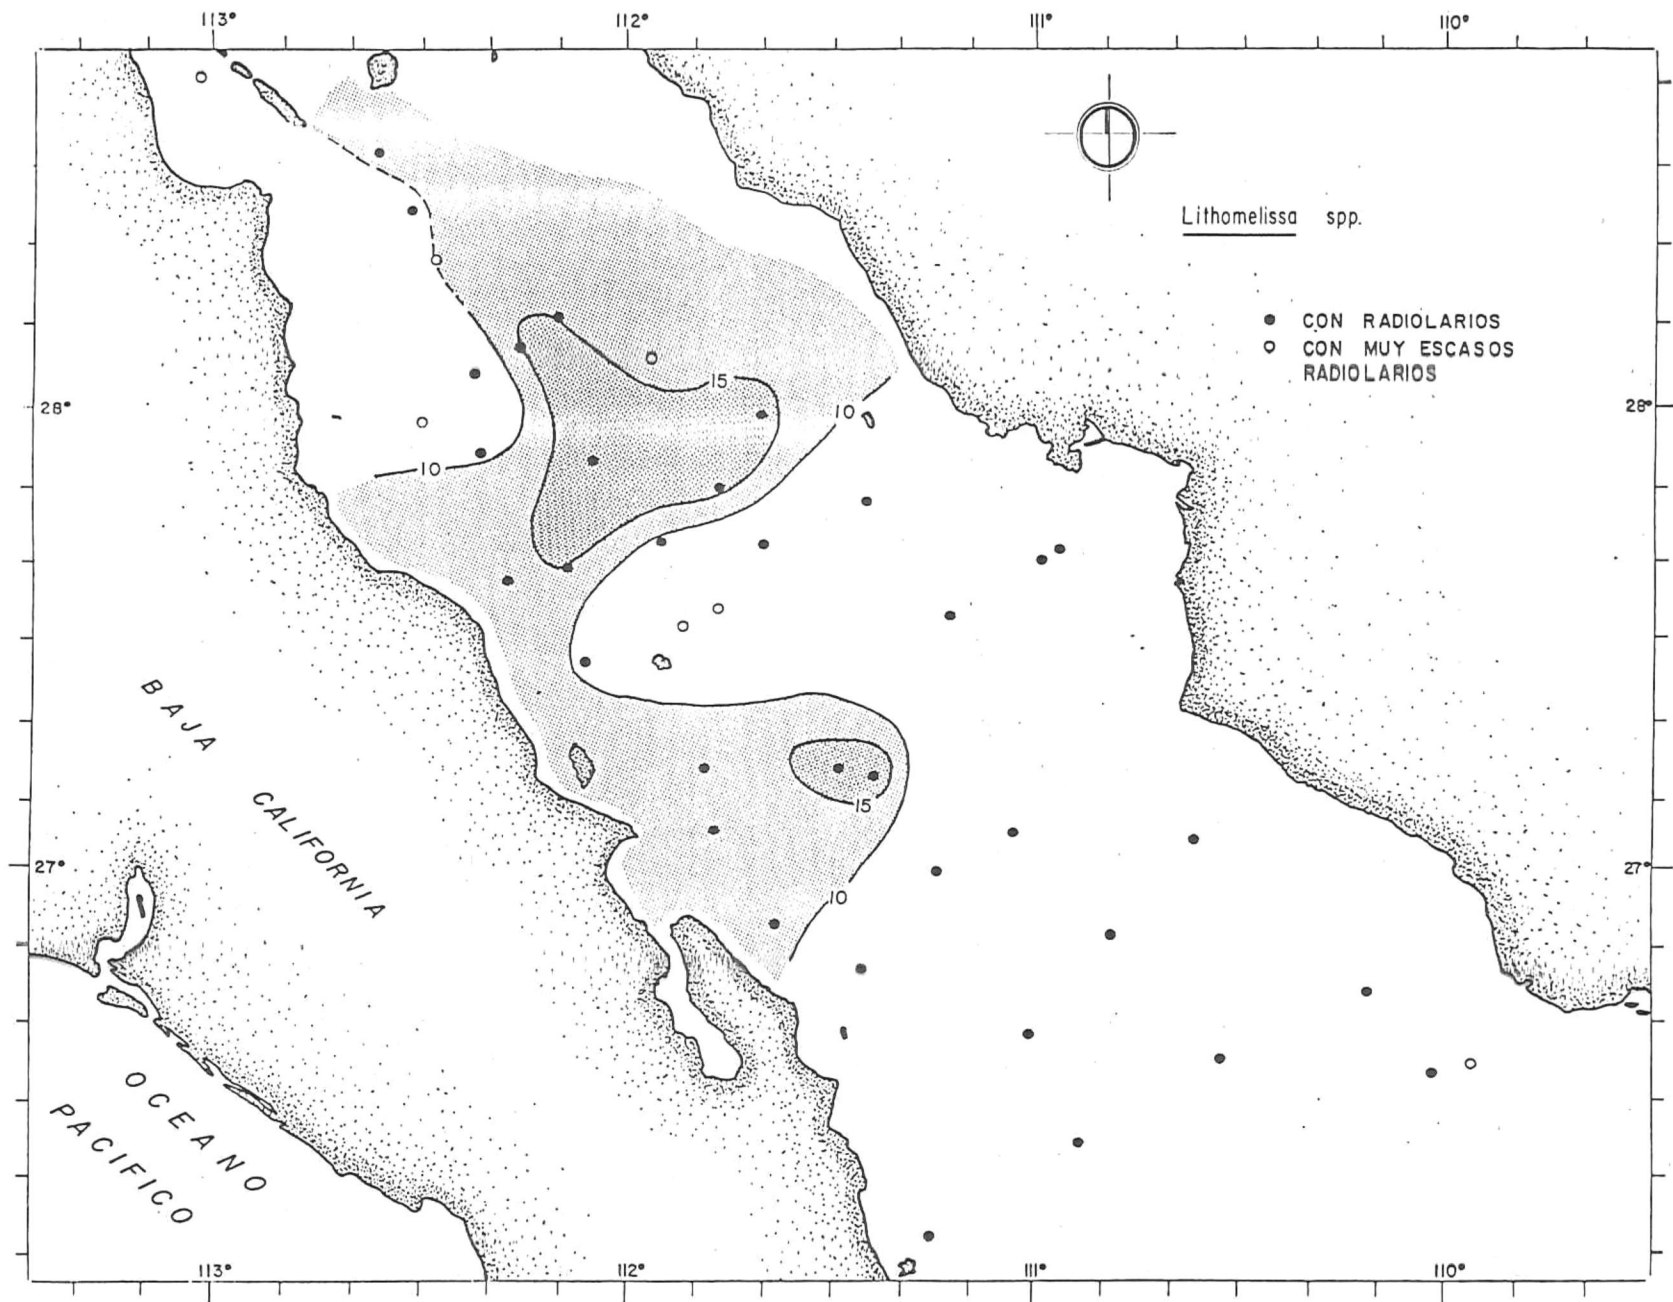 113° 112° 111° 110°
Lithomelissa spp.
CON RADIOLARIOS
CON MUY ESCASOS
RADIOLARIOS
15
28° 10 28°
10
BAJA
CALIFORNIA
15
27° 27°
10
OCEANO
PACIFICO
113° 112° 111° 110°